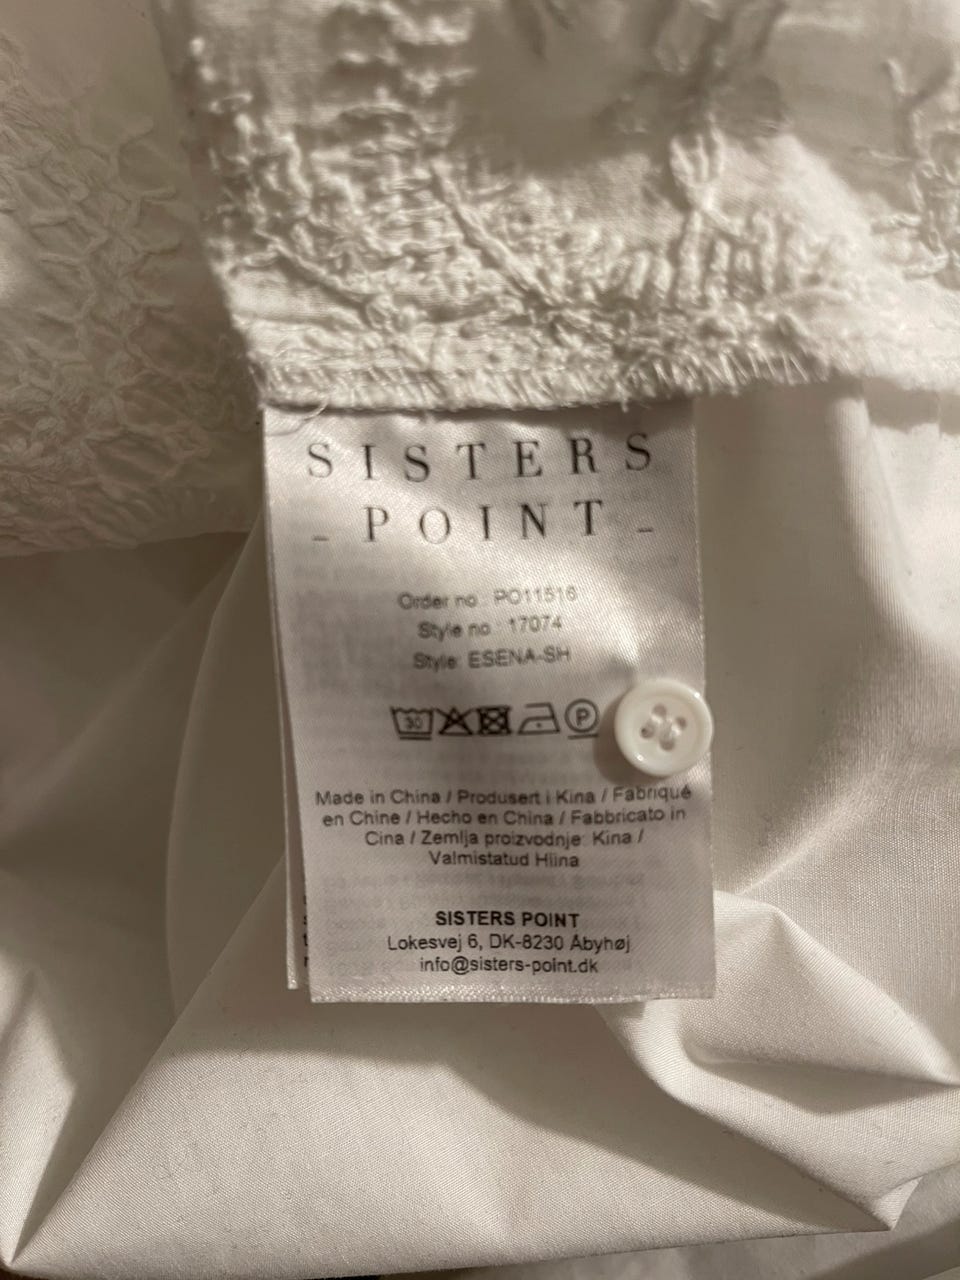 SISTERS
- POINT -
Order no : PO11516
Style no : 17074
Style: ESENA-SH
30 P
Made in China / Produsert i Kina / Fabriqué
en Chine / Hecho en China / Fabbricato in
Cina / Zemlja proizvodnje: Kina /
Valmistatud Hiina
SISTERS POINT
Lokesvej 6, DK-8230 Åbyhøj
info@sisters-point.dk